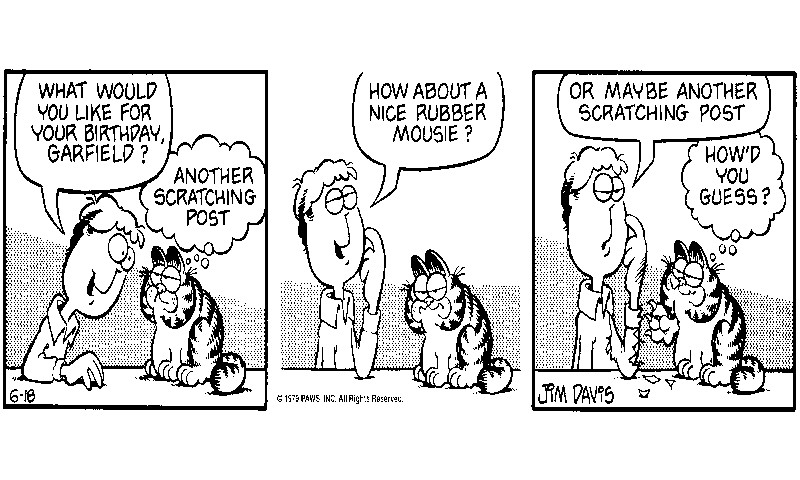 WHAT WOULD
YOU LIKE FOR
YOUR BIRTHDAY,
GARFIELD?
ANOTHER
SCRATCHING
POST
6-18
HOW ABOUT A
NICE RUBBER
MOUSIE?
© 1979 PAWS, INC. All Rights Reserved.
OR MAYBE ANOTHER
SCRATCHING POST
HOW'D
YOU
GUESS?
JIM DAVIS